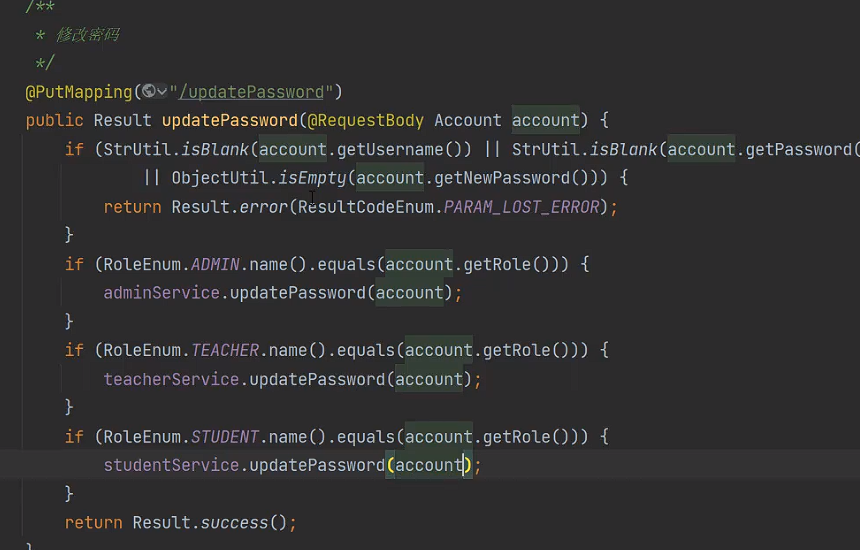 /**
 * 修改密码
 */
@PutMapping("/updatePassword")
public Result updatePassword(@RequestBody Account account) {
    if (StrUtil.isBlank(account.getUsername()) || StrUtil.isBlank(account.getPassword(
            || ObjectUtil.isEmpty(account.getNewPassword())) {
        return Result.error(ResultCodeEnum.PARAM_LOST_ERROR);
    }
    if (RoleEnum.ADMIN.name().equals(account.getRole())) {
        adminService.updatePassword(account);
    }
    if (RoleEnum.TEACHER.name().equals(account.getRole())) {
        teacherService.updatePassword(account);
    }
    if (RoleEnum.STUDENT.name().equals(account.getRole())) {
        studentService.updatePassword(account);
    }
    return Result.success();
}